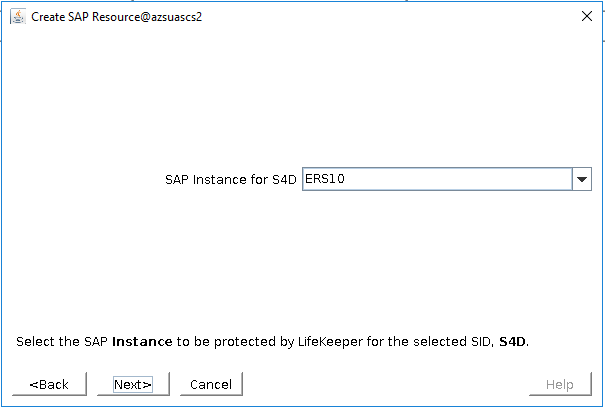 Create SAP Resource@azsuascs2
SAP Instance for S4D ERS10
Select the SAP Instance to be protected by LifeKeeper for the selected SID, S4D.
<Back Next> Cancel Help